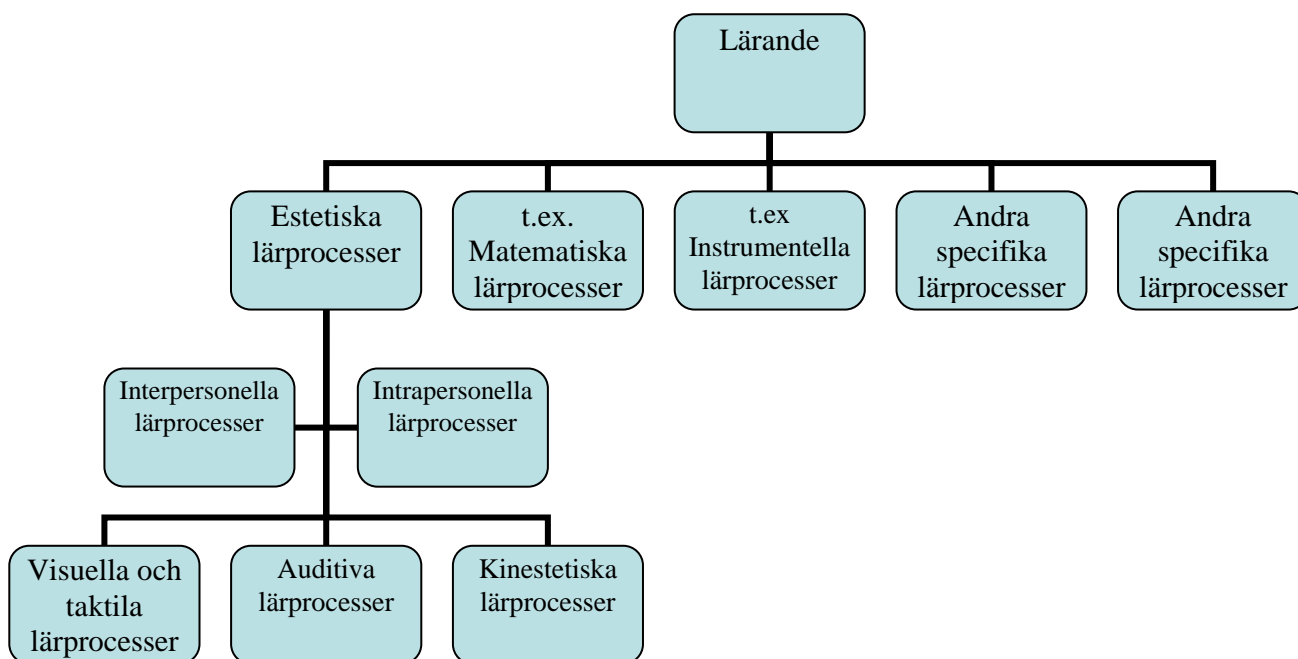 Lärande
Estetiska
lärprocesser
t.ex.
Matematiska
lärprocesser
t.ex
Instrumentella
lärprocesser
Andra
specifika
lärprocesser
Andra
specifika
lärprocesser
Interpersonella
lärprocesser
Intrapersonella
lärprocesser
Visuella och
taktila
lärprocesser
Auditiva
lärprocesser
Kinestetiska
lärprocesser